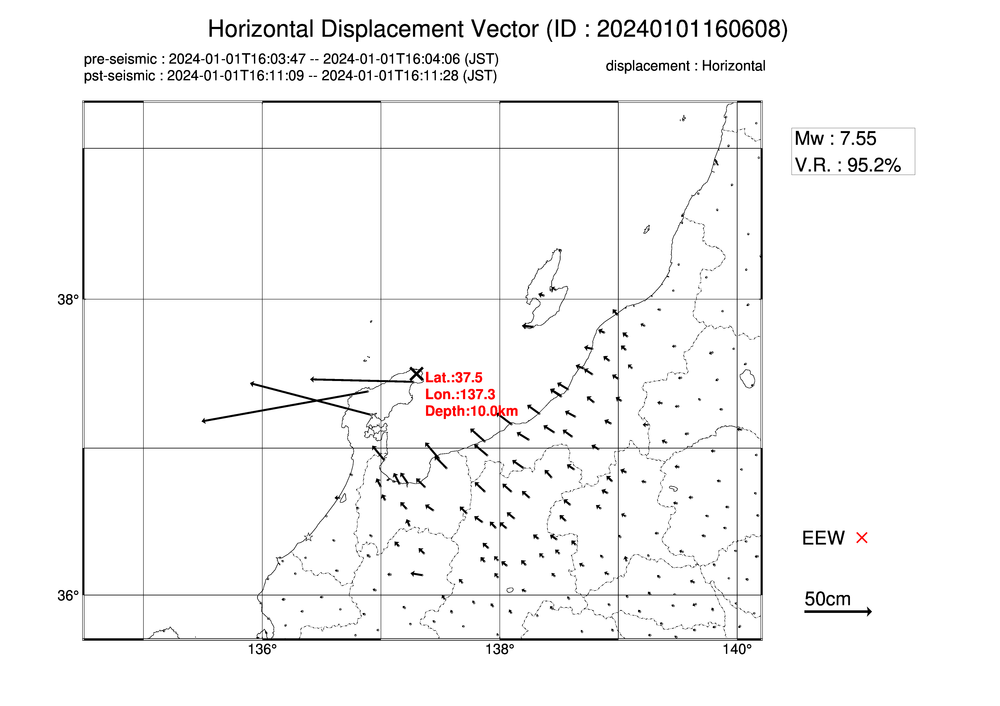 Horizontal Displacement Vector (ID : 20240101160608)
pre-seismic : 2024-01-01T16:03:47 -- 2024-01-01T16:04:06 (JST)
pst-seismic : 2024-01-01T16:11:09 -- 2024-01-01T16:11:28 (JST)
displacement : Horizontal
Mw : 7.55
V.R. : 95.2%
38°
Lat.:37.5
Lon.:137.3
Depth:10.0km
EEW
50cm
36°
136°
138°
140°